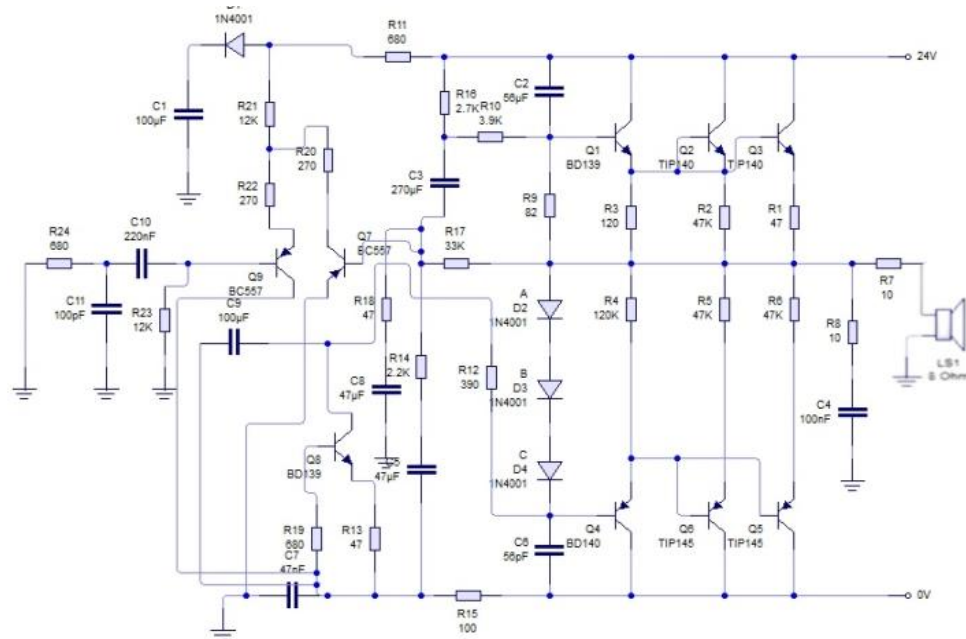 1N4001
R11
680
24V
C1
100µF
R21
12K
R16
2.7K
R10
3.9K
C2
56µF
Q1
BD139
Q2
TIP140
Q3
TIP140
R20
270
R22
270
C3
270µF
R9
82
R3
120
R2
47K
R1
47
R24
680
C10
220nF
Q7
BC557
R17
33K
Q9
BC557
C11
100pF
R23
12K
C9
100µF
R18
47
A
D2
1N4001
R4
120K
R5
47K
R6
47K
R7
10
R8
10
LS1
8 Ohm
R14
2.2K
R12
390
B
D3
1N4001
C8
47µF
C4
100nF
Q8
BD139
C5
47µF
C
D4
1N4001
R19
680
R13
47
Q4
BD140
Q6
TIP145
Q5
TIP145
C7
47nF
C6
56pF
R15
100
0V